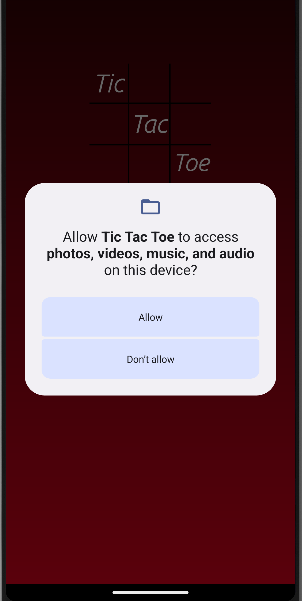 Tic
Tac
Toe
Allow Tic Tac Toe to access
photos, videos, music, and audio
on this device?
Allow
Don't allow